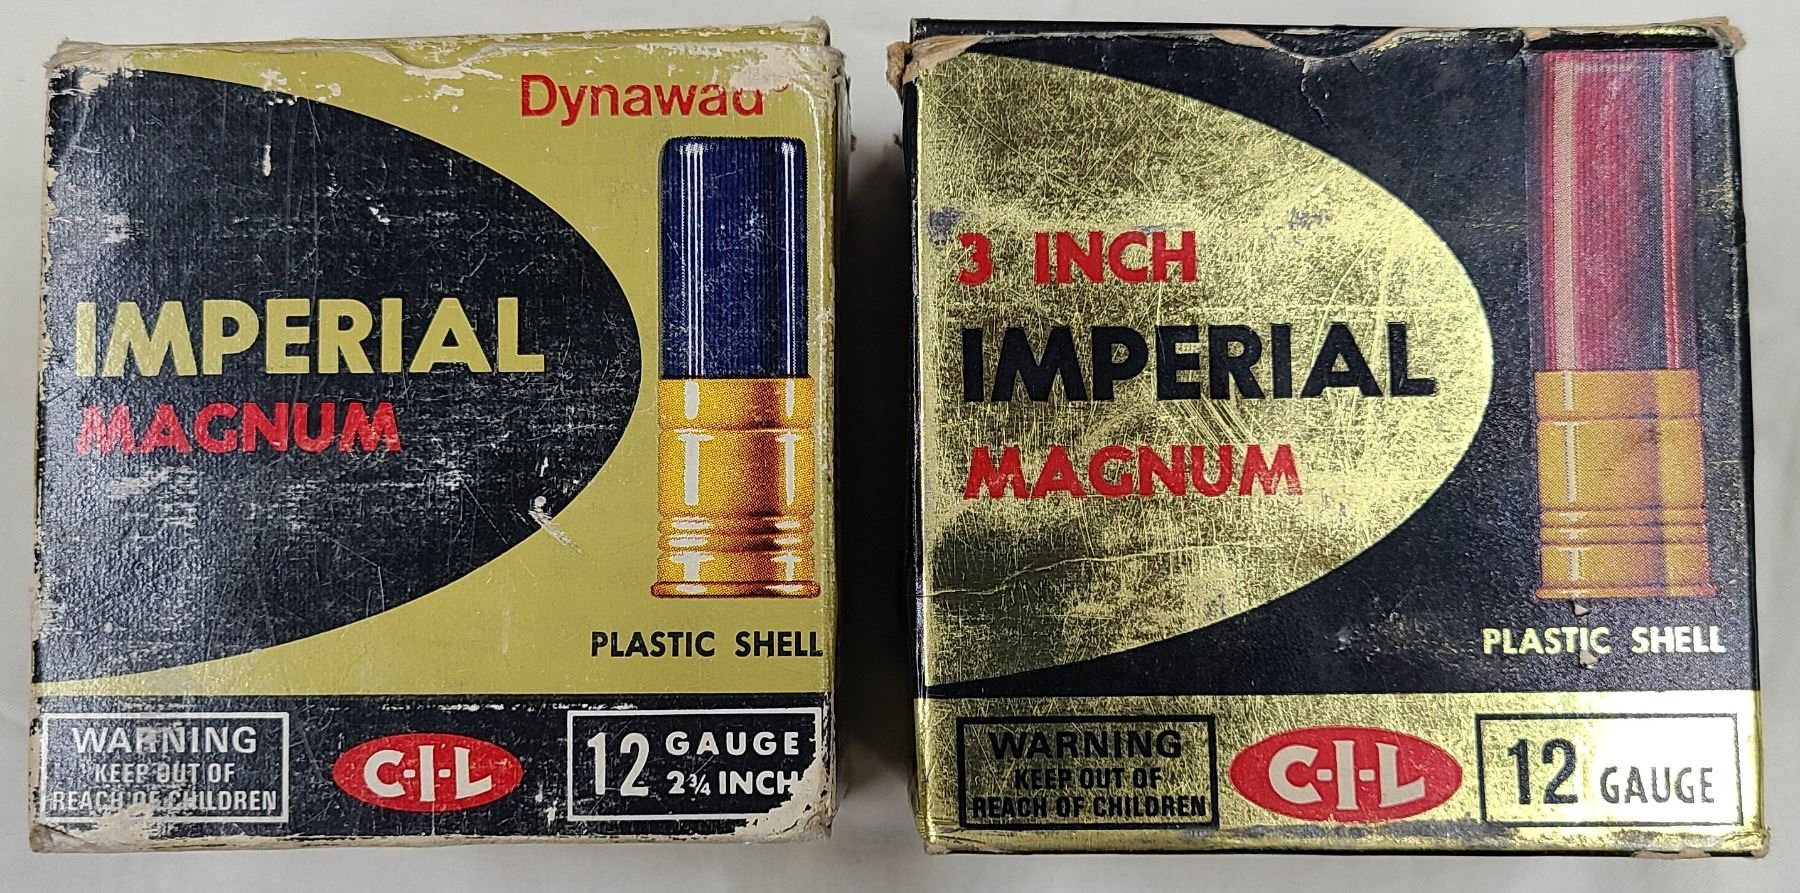 Dynawad
IMPERIAL
MAGNUM
PLASTIC SHELL
WARNING
KEEP OUT OF
REACH OF CHILDREN
C-I-L
12 GAUGE
2¾ INCH
3 INCH
IMPERIAL
MAGNUM
PLASTIC SHELL
WARNING
KEEP OUT OF
REACH OF CHILDREN
C-I-L
12 GAUGE